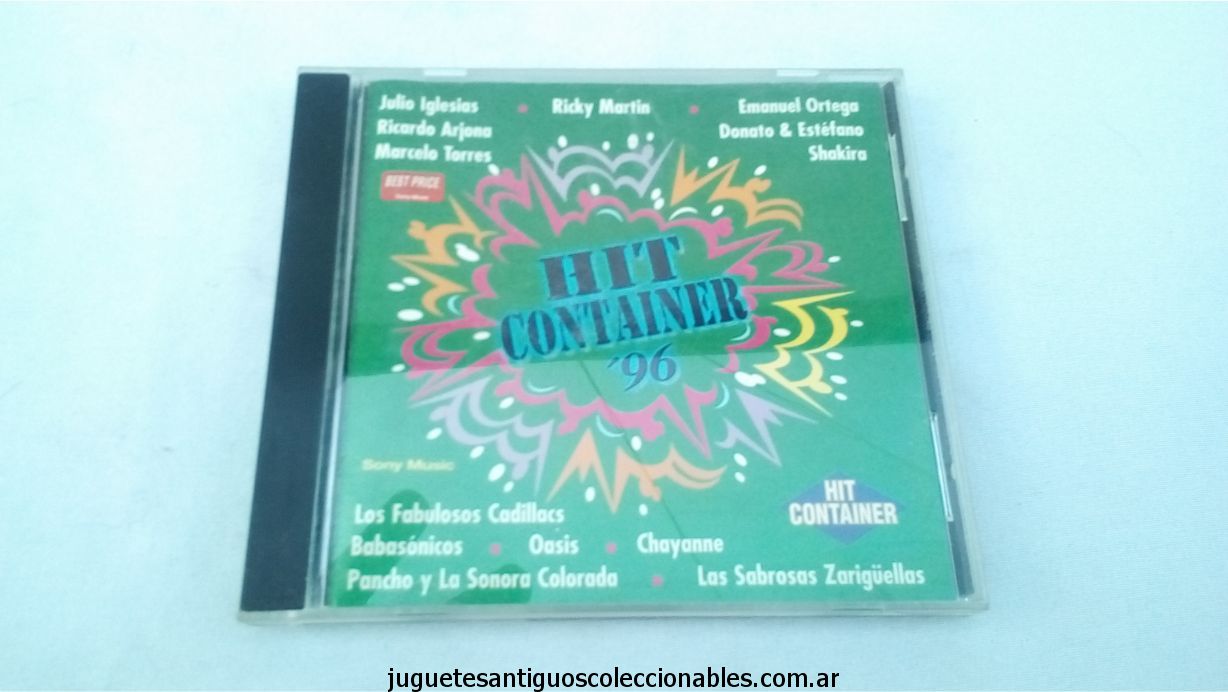 Julio Iglesias • Ricky Martin • Emanuel Ortega
Ricardo Arjona Donato & Estéfano
Marcelo Torres Shakira
BEST PRICE
Sony Music
HIT
CONTAINER
'96
Sony Music
HIT
CONTAINER
Los Fabulosos Cadillacs
Babasónicos • Oasis • Chayanne
Pancho y La Sonora Colorada • Las Sabrosas Zarigüellas
juguetesantiguoscoleccionables.com.ar